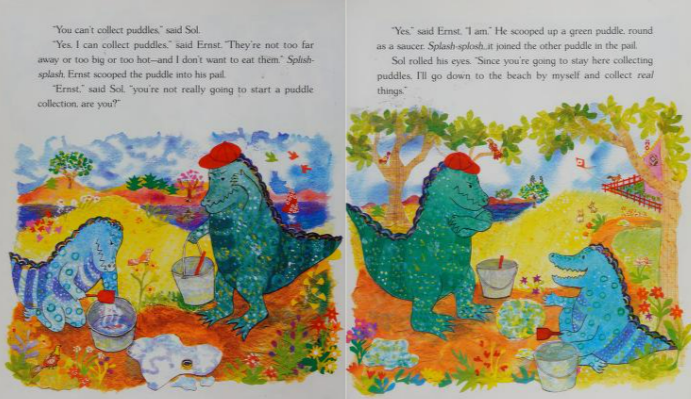 "You can't collect puddles," said Sol.
"Yes, I can collect puddles," said Ernst. "They're not too far
away or too big or too hot—and I don't want to eat them." Splish-
splash, Ernst scooped the puddle into his pail.
"Ernst," said Sol, "you're not really going to start a puddle
collection, are you?"
"Yes," said Ernst, "I am." He scooped up a green puddle, round
as a saucer. Splash-splosh, it joined the other puddle in the pail.
Sol rolled his eyes. "Since you're going to stay here collecting
puddles, I'll go down to the beach by myself and collect real
things."